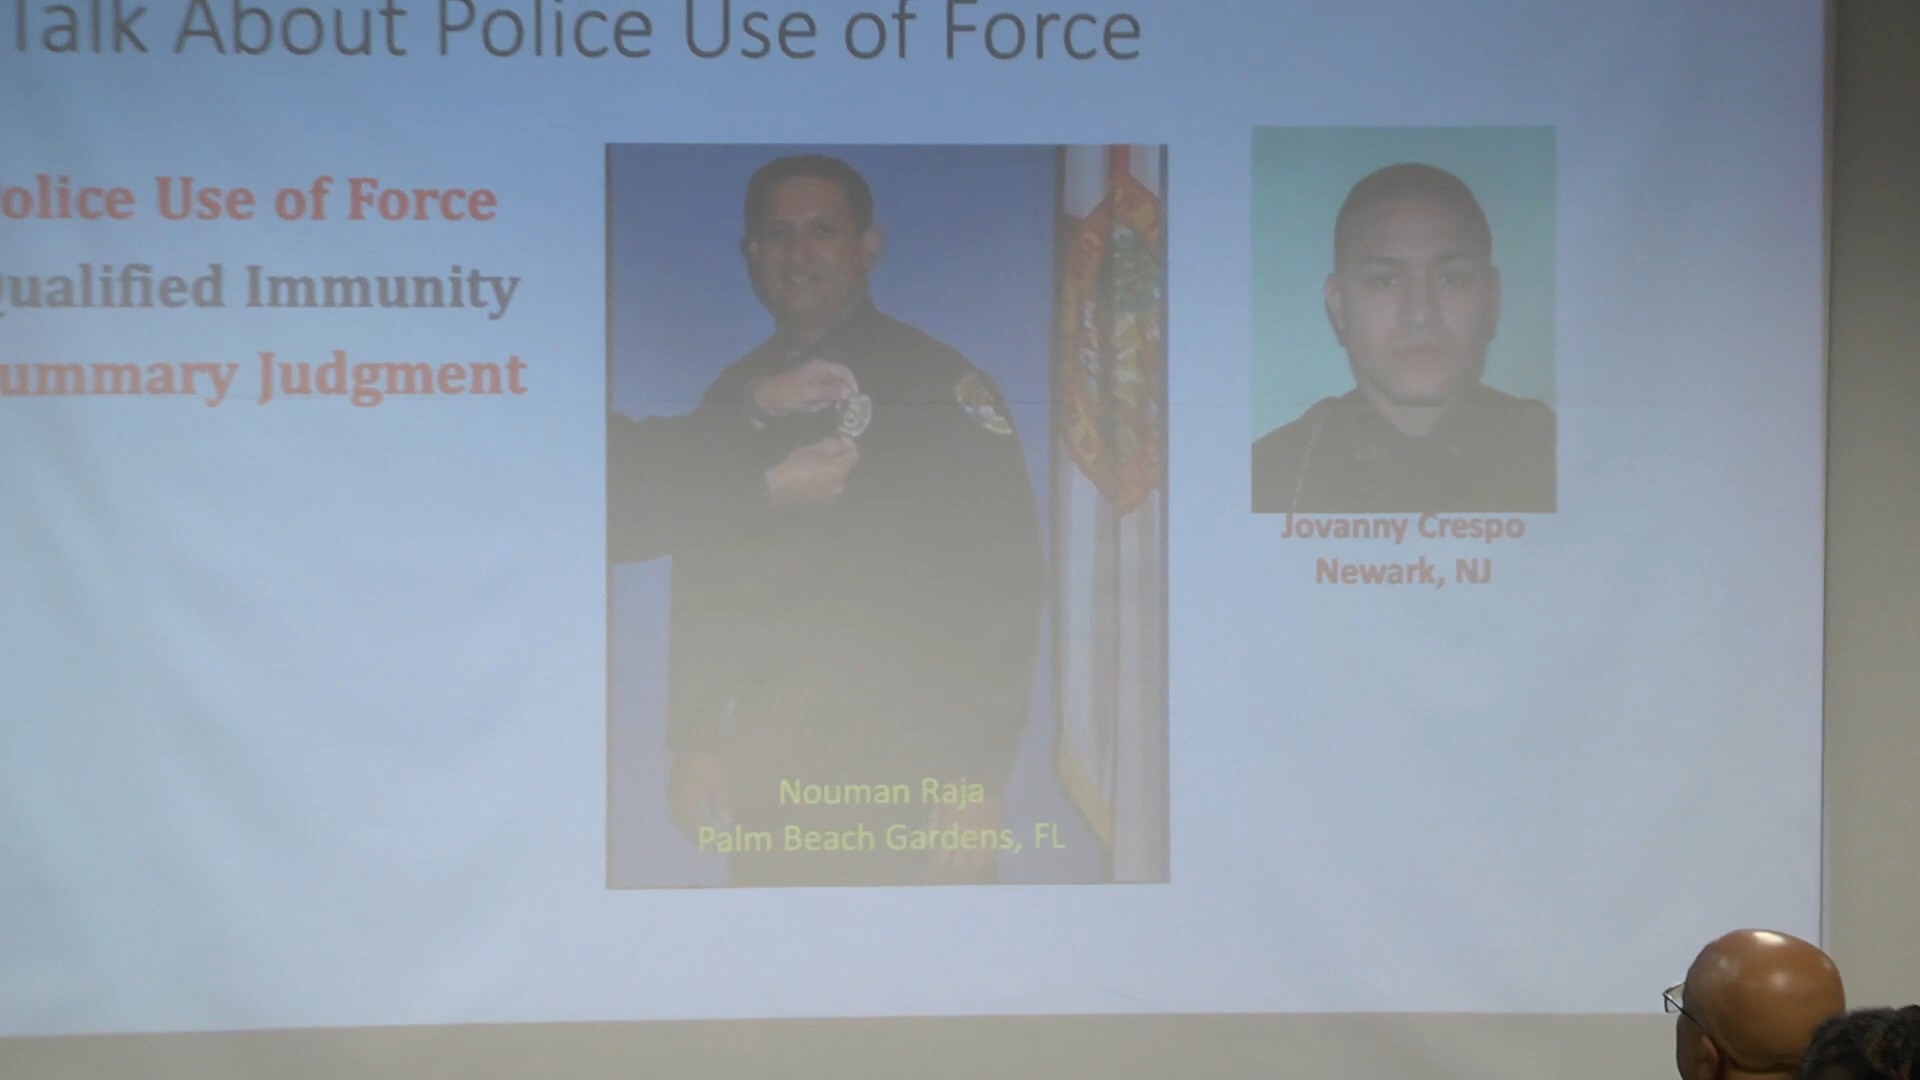 Talk About Police Use of Force
olice Use of Force
ualified Immunity
ummary Judgment
Jovanny Crespo
Newark, NJ
Nouman Raja
Palm Beach Gardens, FL